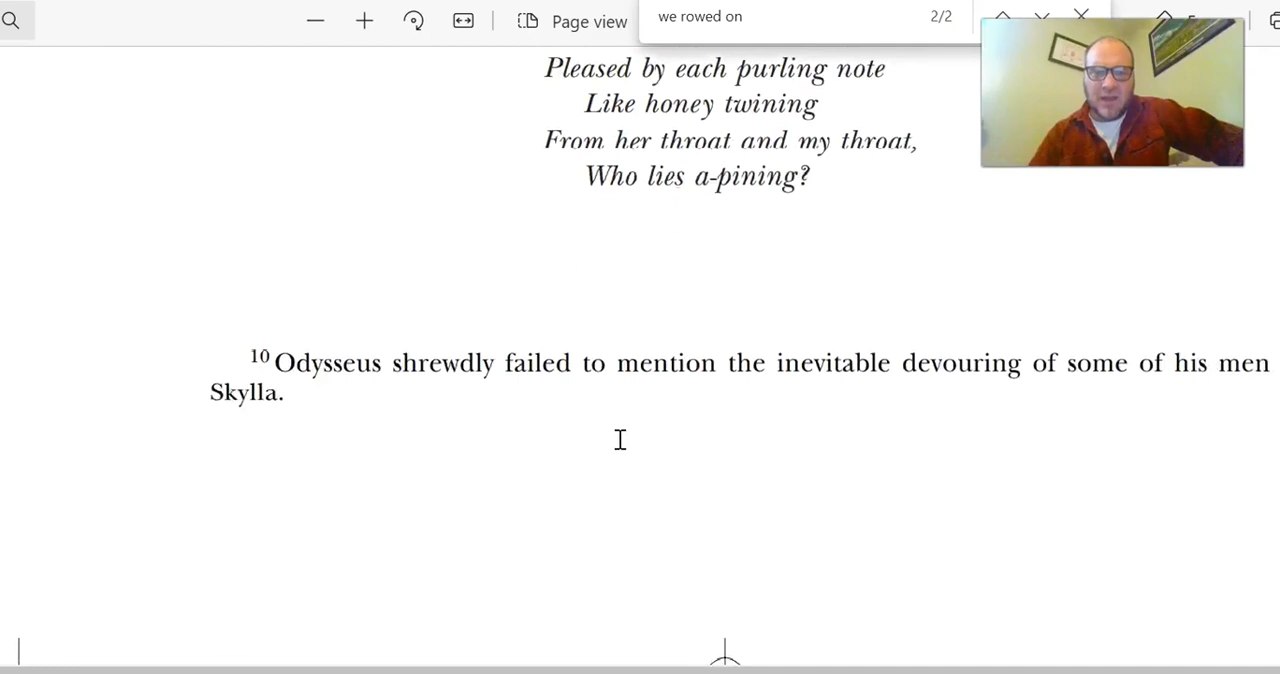 Page view
we rowed on
2/2
Pleased by each purling note
Like honey twining
From her throat and my throat,
Who lies a-pining?
10 Odysseus shrewdly failed to mention the inevitable devouring of some of his men
Skylla.